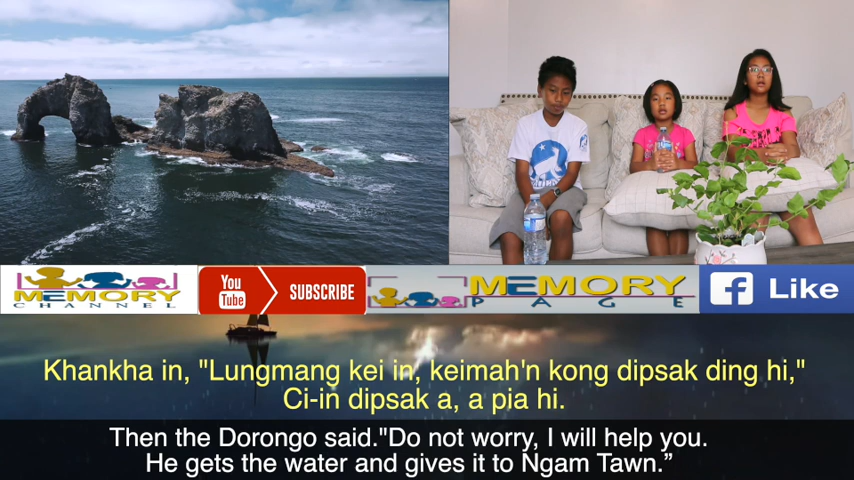 MEMORY
CHANNEL
You
Tube
SUBSCRIBE
MEMORY
PAGE
f Like
Khankha in, "Lungmang kei in, keimah'n kong dipsak ding hi,"
Ci-in dipsak a, a pia hi.
Then the Dorongo said."Do not worry, I will help you.
He gets the water and gives it to Ngam Tawn.”